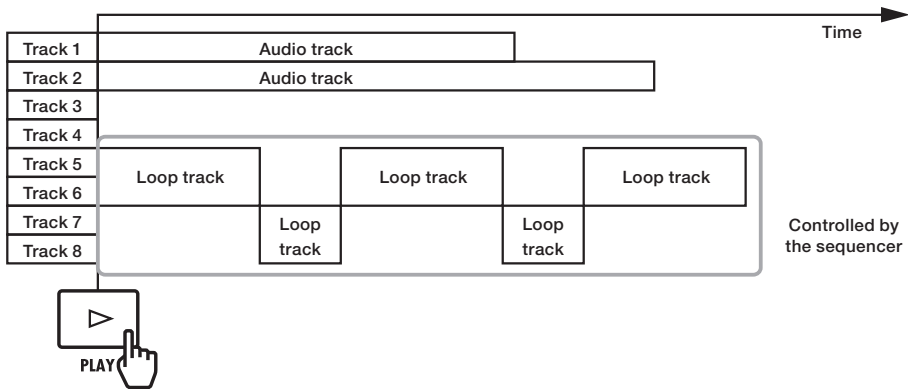 Time
Track 1 Audio track
Track 2 Audio track
Track 3
Track 4
Track 5
Loop track Loop track Loop track
Track 6
Track 7
Loop track
Loop track
Track 8
Controlled by
the sequencer
PLAY